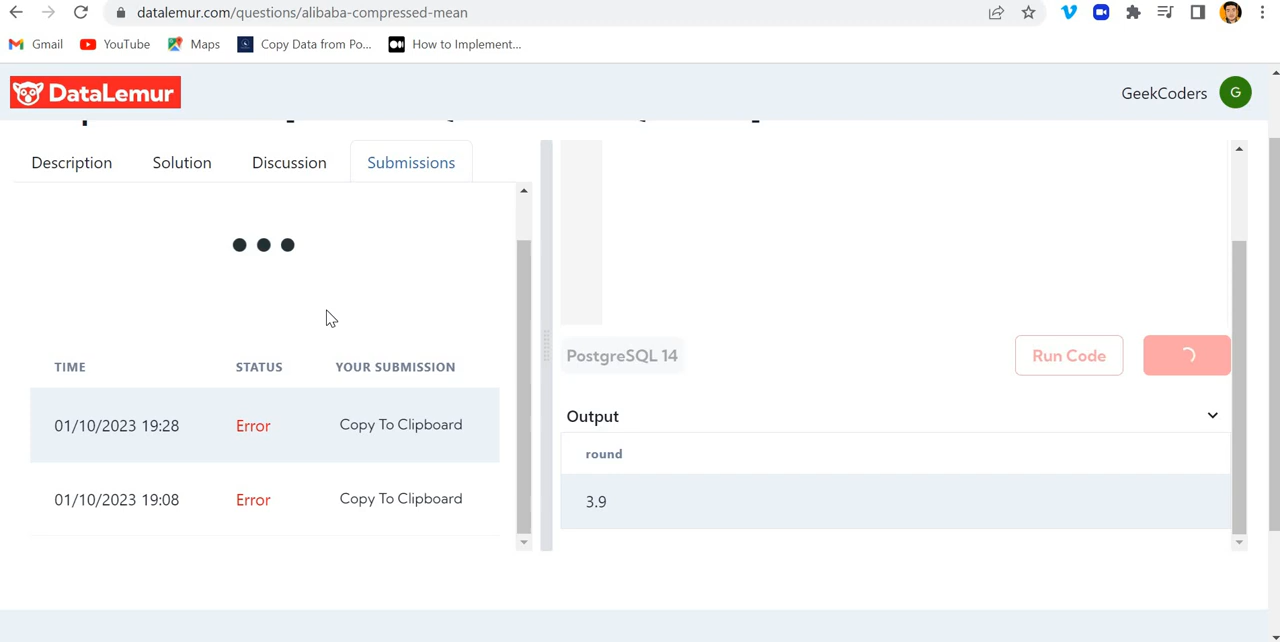 datalemur.com/questions/alibaba-compressed-mean
Gmail
YouTube
Maps
Copy Data from Po...
How to Implement...
DataLemur
GeekCoders
G
Description
Solution
Discussion
Submissions
TIME
STATUS
YOUR SUBMISSION
01/10/2023 19:28
Error
Copy To Clipboard
01/10/2023 19:08
Error
Copy To Clipboard
PostgreSQL 14
Run Code
Output
round
3.9